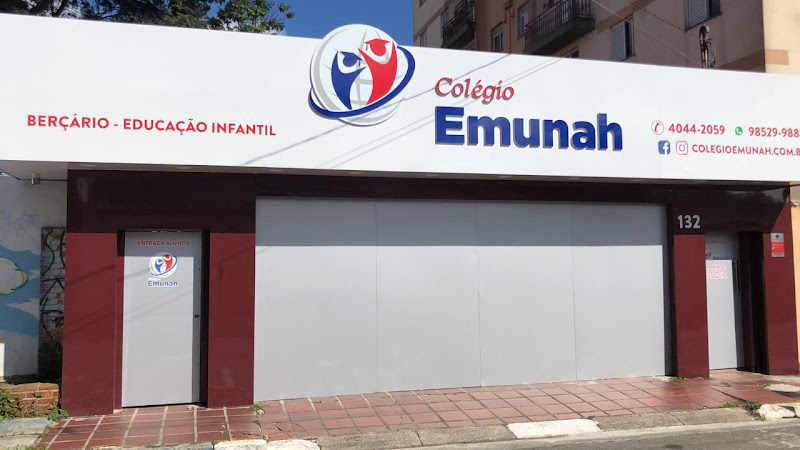 BERÇÁRIO - EDUCAÇÃO INFANTIL
Colégio
Emunah
4044-2059 98529-988
COLEGIOEMUNAH.COM.B
132
ENTRADA ALUNOS
Emunah